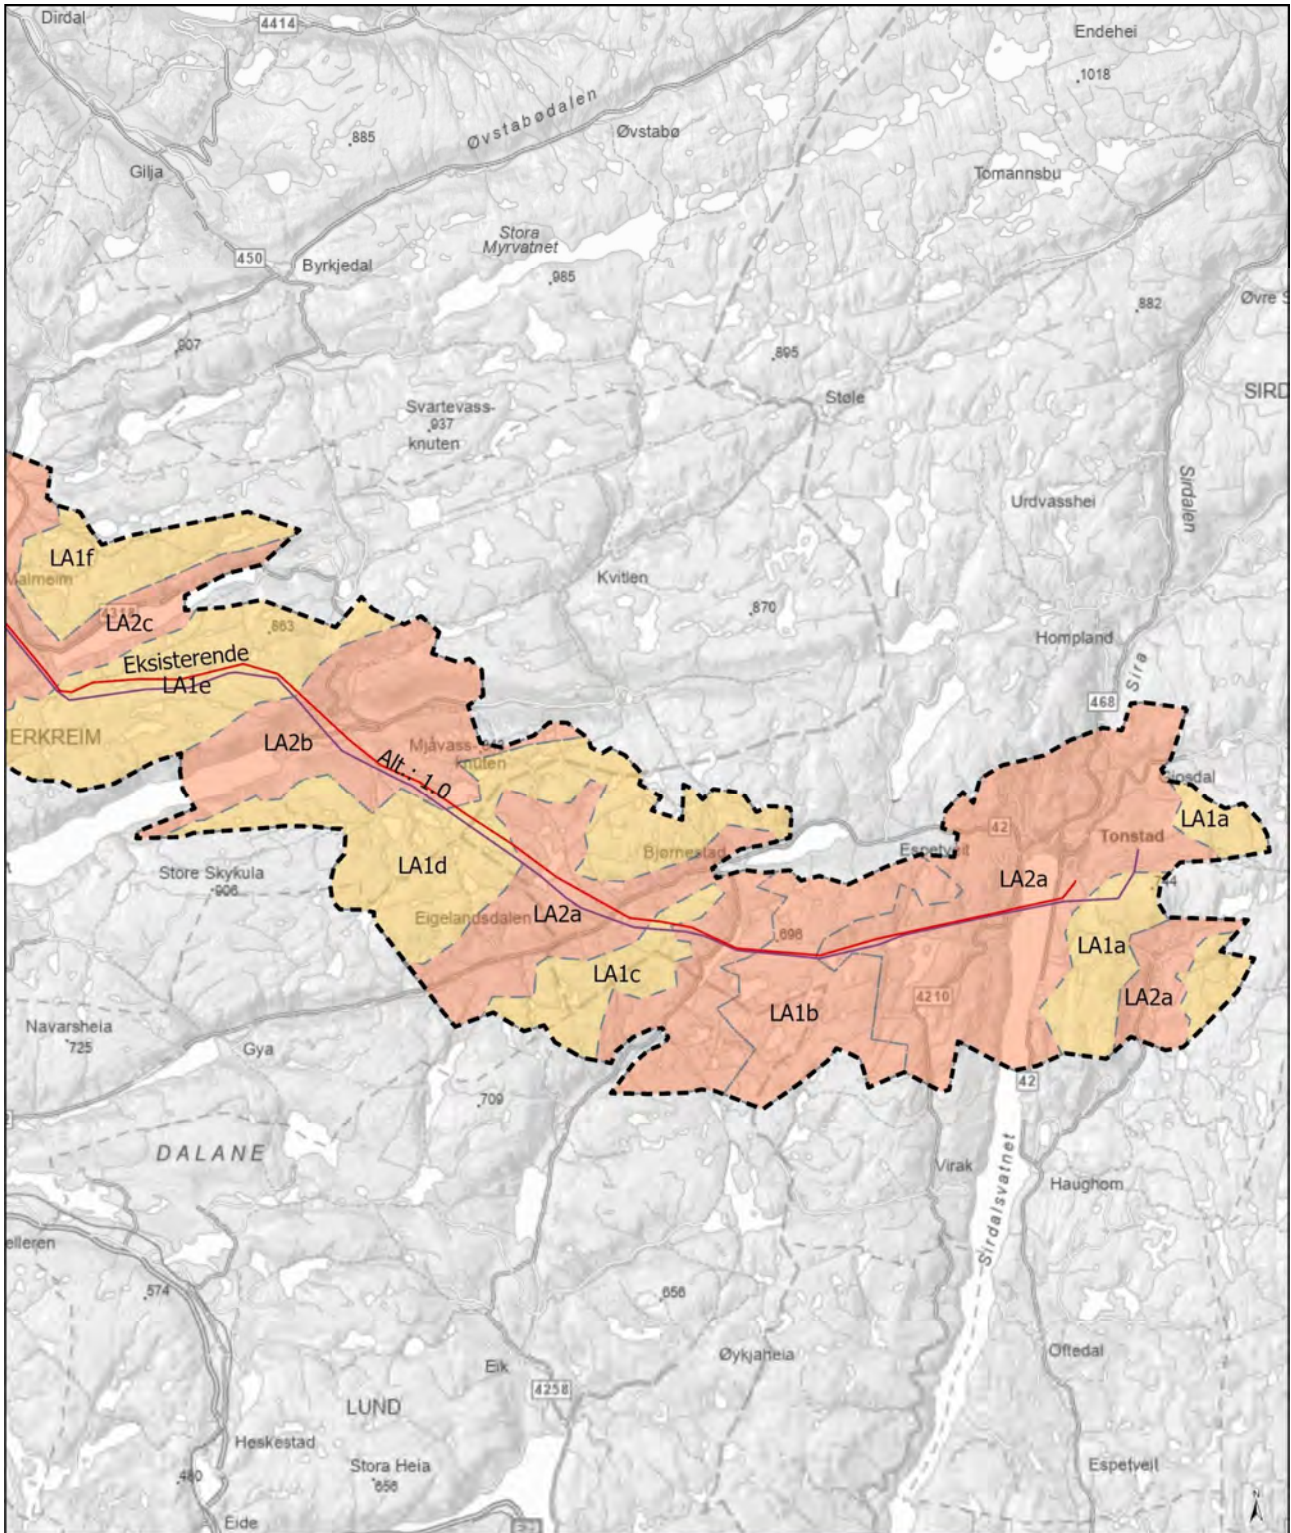 Dirdal
4414
Endehei
1018
Øvstabødalen
Øvstabø
885
Gilja
Tomannsbu
Stora
Myrvatnet
450
Byrkjedal
985
882
907
895
Støle
SIRD
Svartevass-
937
knuten
Urdvasshei
Sirdalen
LA1f
Malmeim
Kvitlen
870
4318
LA2c
863
Hompland
Eksisterende
LA1e
Sira
468
LA2b
Mjåvass-
knuten
Alt.: 1.0
LA1a
42
Tonstad
Bjørnestad
Espetveit
Store Skykula
906
LA1d
LA2a
Eigelandsdalen
LA2a
698
LA1a
LA1c
4210
LA2a
LA1b
Navarsheia
725
Gya
42
709
DALANE
Virak
Haughom
Sirdalsvatnet
elleren
574
656
Øykjaheia
Oftedal
Eik
4258
LUND
Heskestad
Stora Heia
656
480
Espetveit
Eide
N